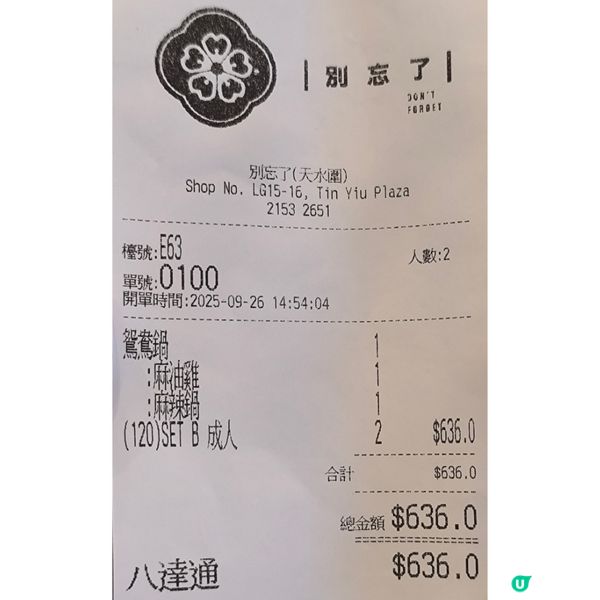 |別忘了|
DON'T
FORGET
別忘了(天水圍)
Shop No. LG15-16, Tin Yiu Plaza
2153 2651
檯號:E63 人數:2
單號:0100
開單時間:2025-09-26 14:54:04
鴛鴦鍋 1
:麻油雞 1
:麻辣鍋 1
(120)SET B 成人 2 $636.0
合計 $636.0
總金額 $636.0
八達通 $636.0
U